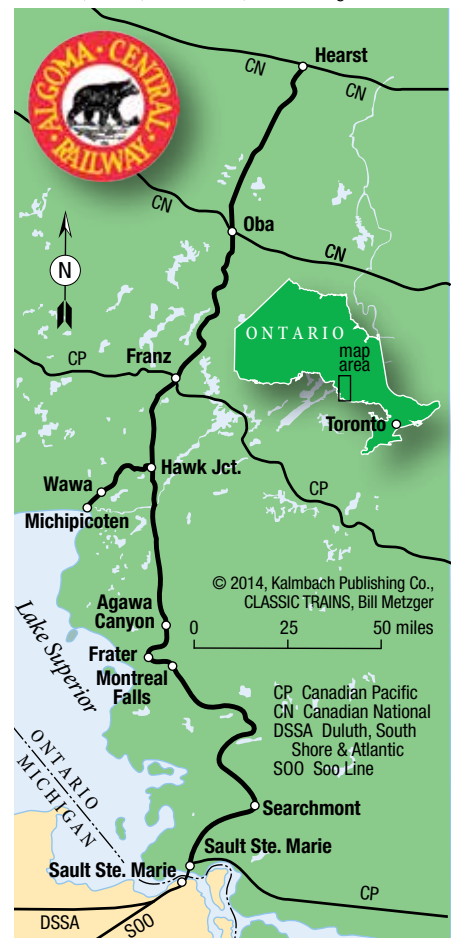 Hearst
CN
CN
ALGOMA CENTRAL
RAILWAY
CN
Oba
CN
N
ONTARIO
map
area
CP
Franz
Toronto
Hawk Jct.
Wawa
CP
Michipicoten
© 2014, Kalmbach Publishing Co.,
CLASSIC TRAINS, Bill Metzger
Lake Superior
Agawa
Canyon
0 25 50 miles
Frater
Montreal
Falls
CP Canadian Pacific
CN Canadian National
DSSA Duluth, South
Shore & Atlantic
SOO Soo Line
ONTARIO
MICHIGAN
Searchmont
Sault Ste. Marie
Sault Ste. Marie
CP
DSSA
SOO